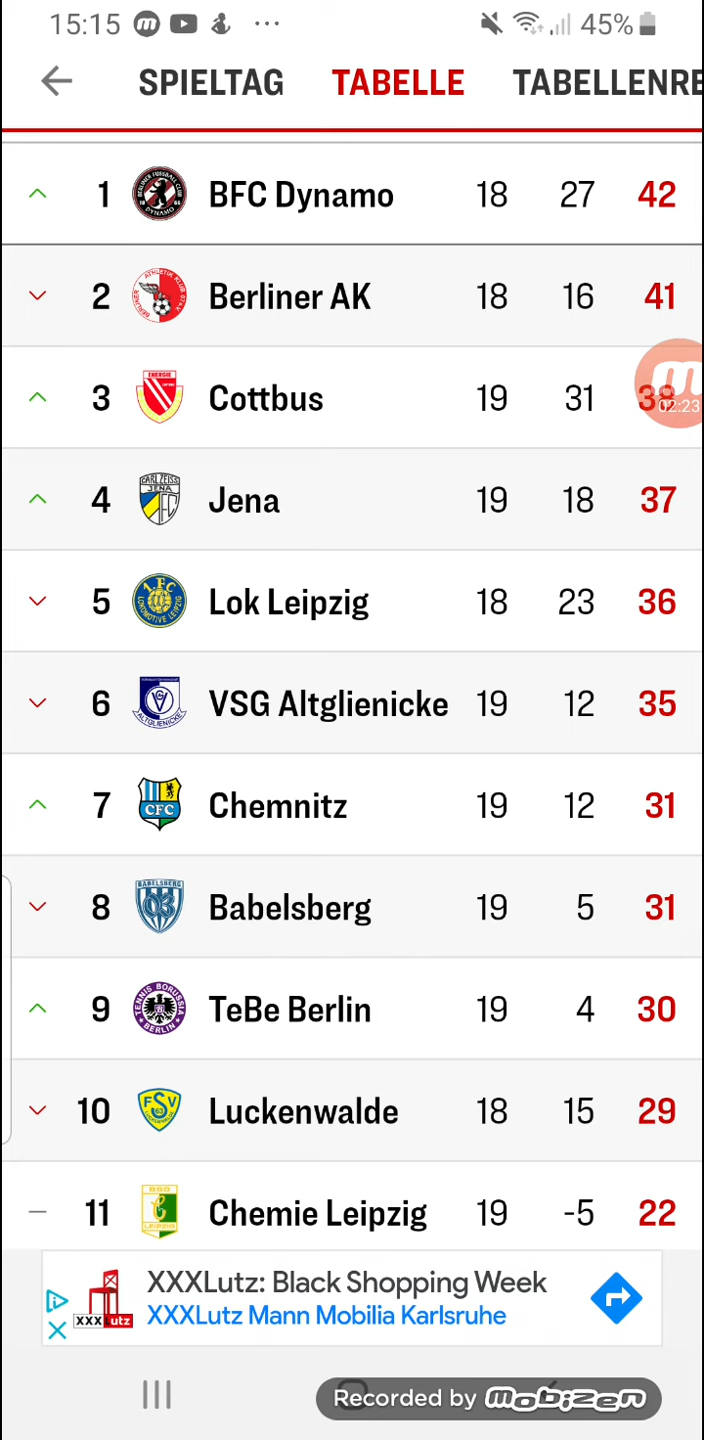 15:15 45%
SPIELTAG TABELLE TABELLENRE
1 BFC Dynamo 18 27 42
2 Berliner AK 18 16 41
3 Cottbus 19 31 38
02:23
4 Jena 19 18 37
5 Lok Leipzig 18 23 36
6 VSG Altglienicke 19 12 35
7 Chemnitz 19 12 31
8 Babelsberg 19 5 31
9 TeBe Berlin 19 4 30
10 Luckenwalde 18 15 29
11 Chemie Leipzig 19 -5 22
XXXLutz: Black Shopping Week
XXXLutz Mann Mobilia Karlsruhe
XXXLutz
Recorded by mobizen